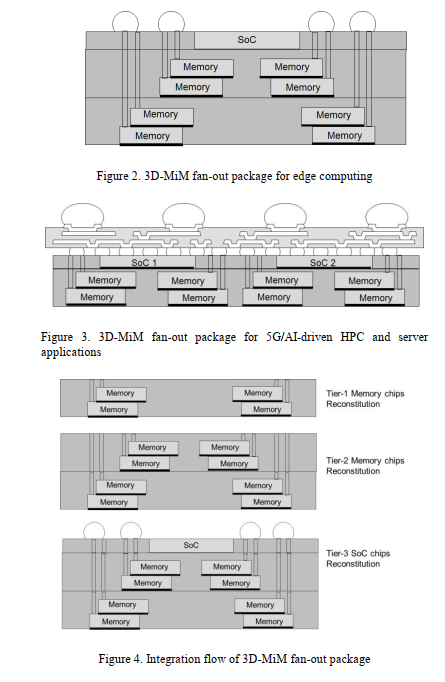 SoC
Memory Memory
Memory Memory
Memory Memory
Memory Memory
Figure 2. 3D-MiM fan-out package for edge computing
SoC 1 SoC 2
Memory Memory Memory Memory
Memory Memory Memory Memory
Figure 3. 3D-MiM fan-out package for 5G/AI-driven HPC and server
applications
Memory Memory
Memory Memory
Tier-1 Memory chips
Reconstitution
Memory Memory
Memory Memory
Memory Memory
Memory Memory
Tier-2 Memory chips
Reconstitution
SoC
Memory Memory
Memory Memory
Memory Memory
Memory Memory
Tier-3 SoC chips
Reconstitution
Figure 4. Integration flow of 3D-MiM fan-out package